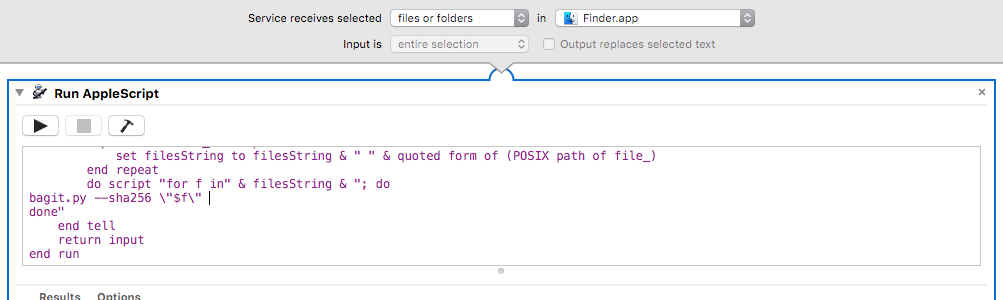 Service receives selected files or folders in Finder.app
Input is entire selection Output replaces selected text
Run AppleScript
set filesString to filesString & " " & quoted form of (POSIX path of file_)
end repeat
do script "for f in" & filesString & "; do
bagit.py --sha256 \"$f\"
done"
end tell
return input
end run
Results Options